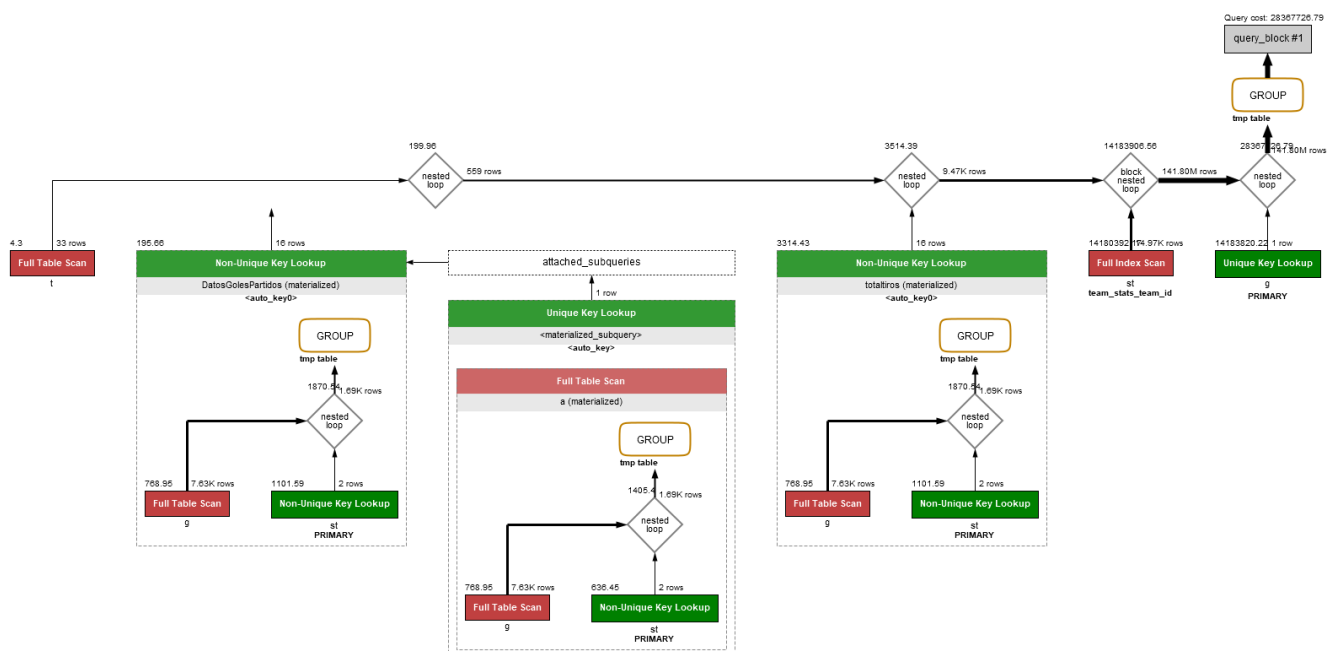 Query cost: 28367726.79
query_block #1
GROUP
tmp table
199.96
3514.39
14183906.56
28367726.79
141.80M rows
nested
loop
559 rows
nested
loop
9.47K rows
block
nested
loop
141.80M rows
nested
loop
4.3
33 rows
Full Table Scan
t
195.66
16 rows
Non-Unique Key Lookup
DatosGolesPartidos (materialized)
<auto_key0>
GROUP
tmp table
1870.54
1.69K rows
nested
loop
768.95
7.63K rows
Full Table Scan
g
1101.59
2 rows
Non-Unique Key Lookup
st
PRIMARY
attached_subqueries
1 row
Unique Key Lookup
<materialized_subquery>
<auto_key>
Full Table Scan
a (materialized)
GROUP
tmp table
1405.4
1.69K rows
nested
loop
768.95
7.63K rows
Full Table Scan
g
636.45
2 rows
Non-Unique Key Lookup
st
PRIMARY
3314.43
16 rows
Non-Unique Key Lookup
totaltiros (materialized)
<auto_key0>
GROUP
tmp table
1870.54
1.69K rows
nested
loop
768.95
7.63K rows
Full Table Scan
g
1101.59
2 rows
Non-Unique Key Lookup
st
PRIMARY
Full Index Scan
st
team_stats_team_id
14183820.22
1 row
Unique Key Lookup
g
PRIMARY